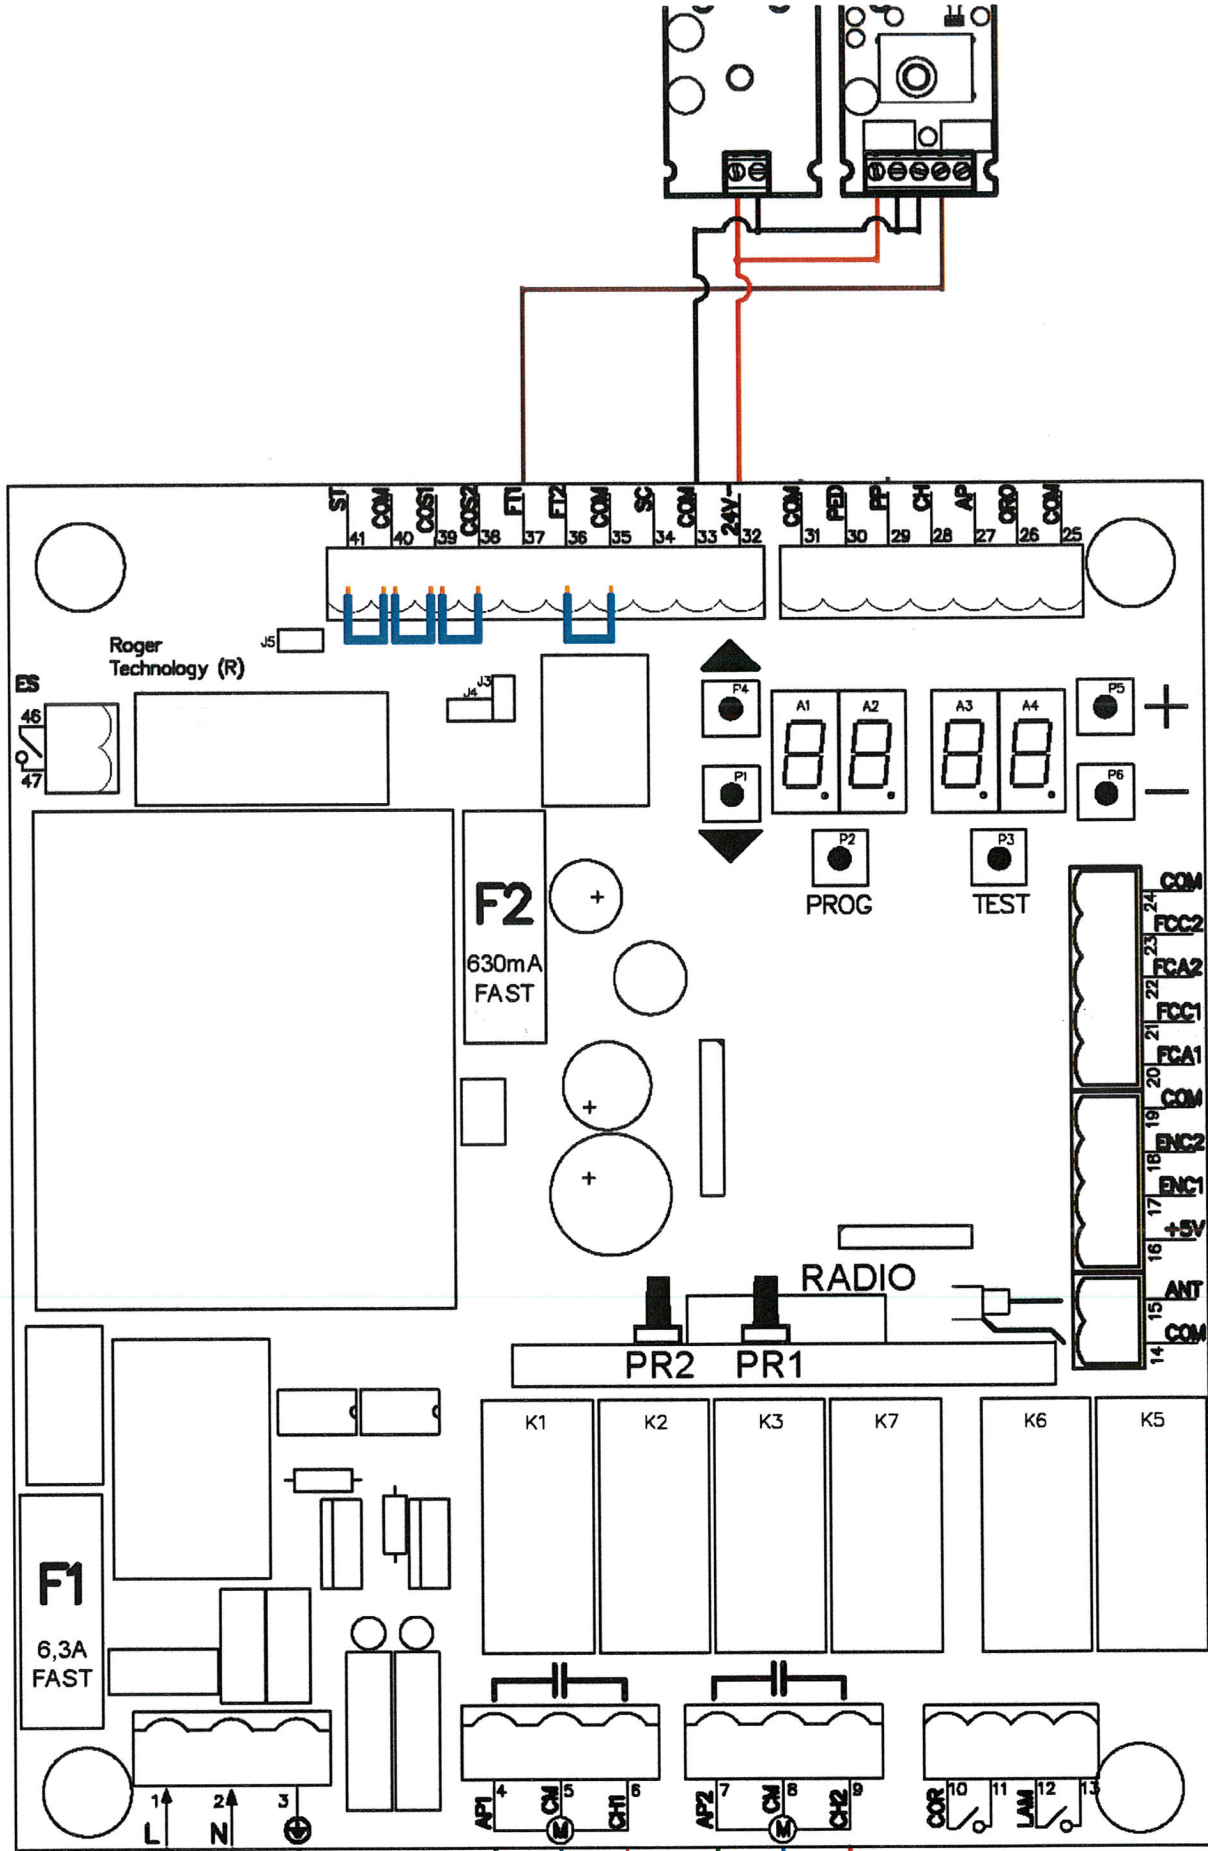 ST COM COS1 COS2 FT1 FT2 COM SC COM 24V~ COM PED PP CH AP ORO COM
41 40 39 38 37 36 35 34 33 32 31 30 29 28 27 26 25
J5
Roger
Technology (R)
ES
46
47
J3
J4
P4
A1 A2 A3 A4
P5
+
P1
P6
−
P2
P3
PROG
TEST
F2
630mA
FAST
+
+
+
COM
24
FCC2
23
FCA2
22
FCC1
21
FCA1
20
COM
19
ENC2
18
ENC1
17
+5V
16
ANT
15
COM
14
RADIO
PR2 PR1
K1 K2 K3 K7 K6 K5
F1
6,3A
FAST
1 2 3
L N
4 5 6
AP1 CM CH1
M
7 8 9
AP2 CM CH2
M
10 11 12 13
COR LAM